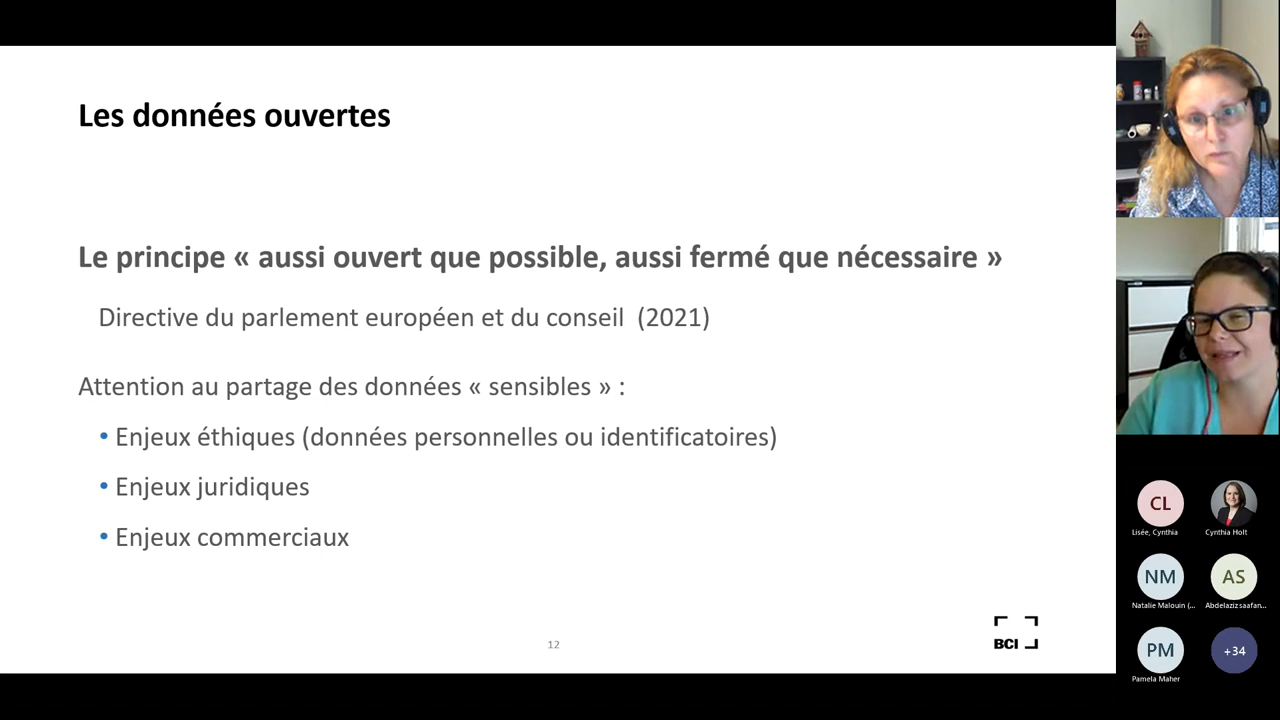 Les données ouvertes
Le principe « aussi ouvert que possible, aussi fermé que nécessaire »
Directive du parlement européen et du conseil (2021)
Attention au partage des données « sensibles » :
• Enjeux éthiques (données personnelles ou identificatoires)
• Enjeux juridiques
• Enjeux commerciaux
12
BCI
CL
Lisée, Cynthia
Cynthia Holt
NM
AS
Natalie Malouin (...
Abdelazizsaafan...
PM
+34
Pamela Maher